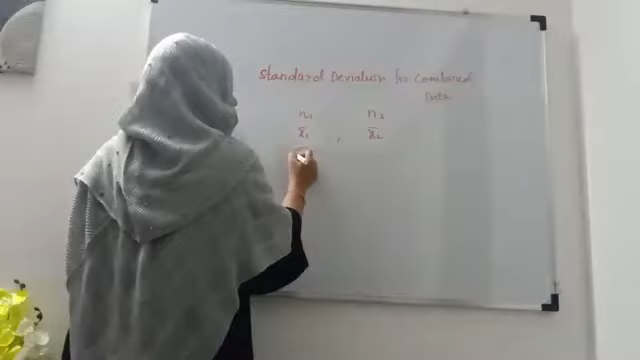 Standard Deviation for Combined
Data
n₁ n₂
x̄₁ , x̄₂